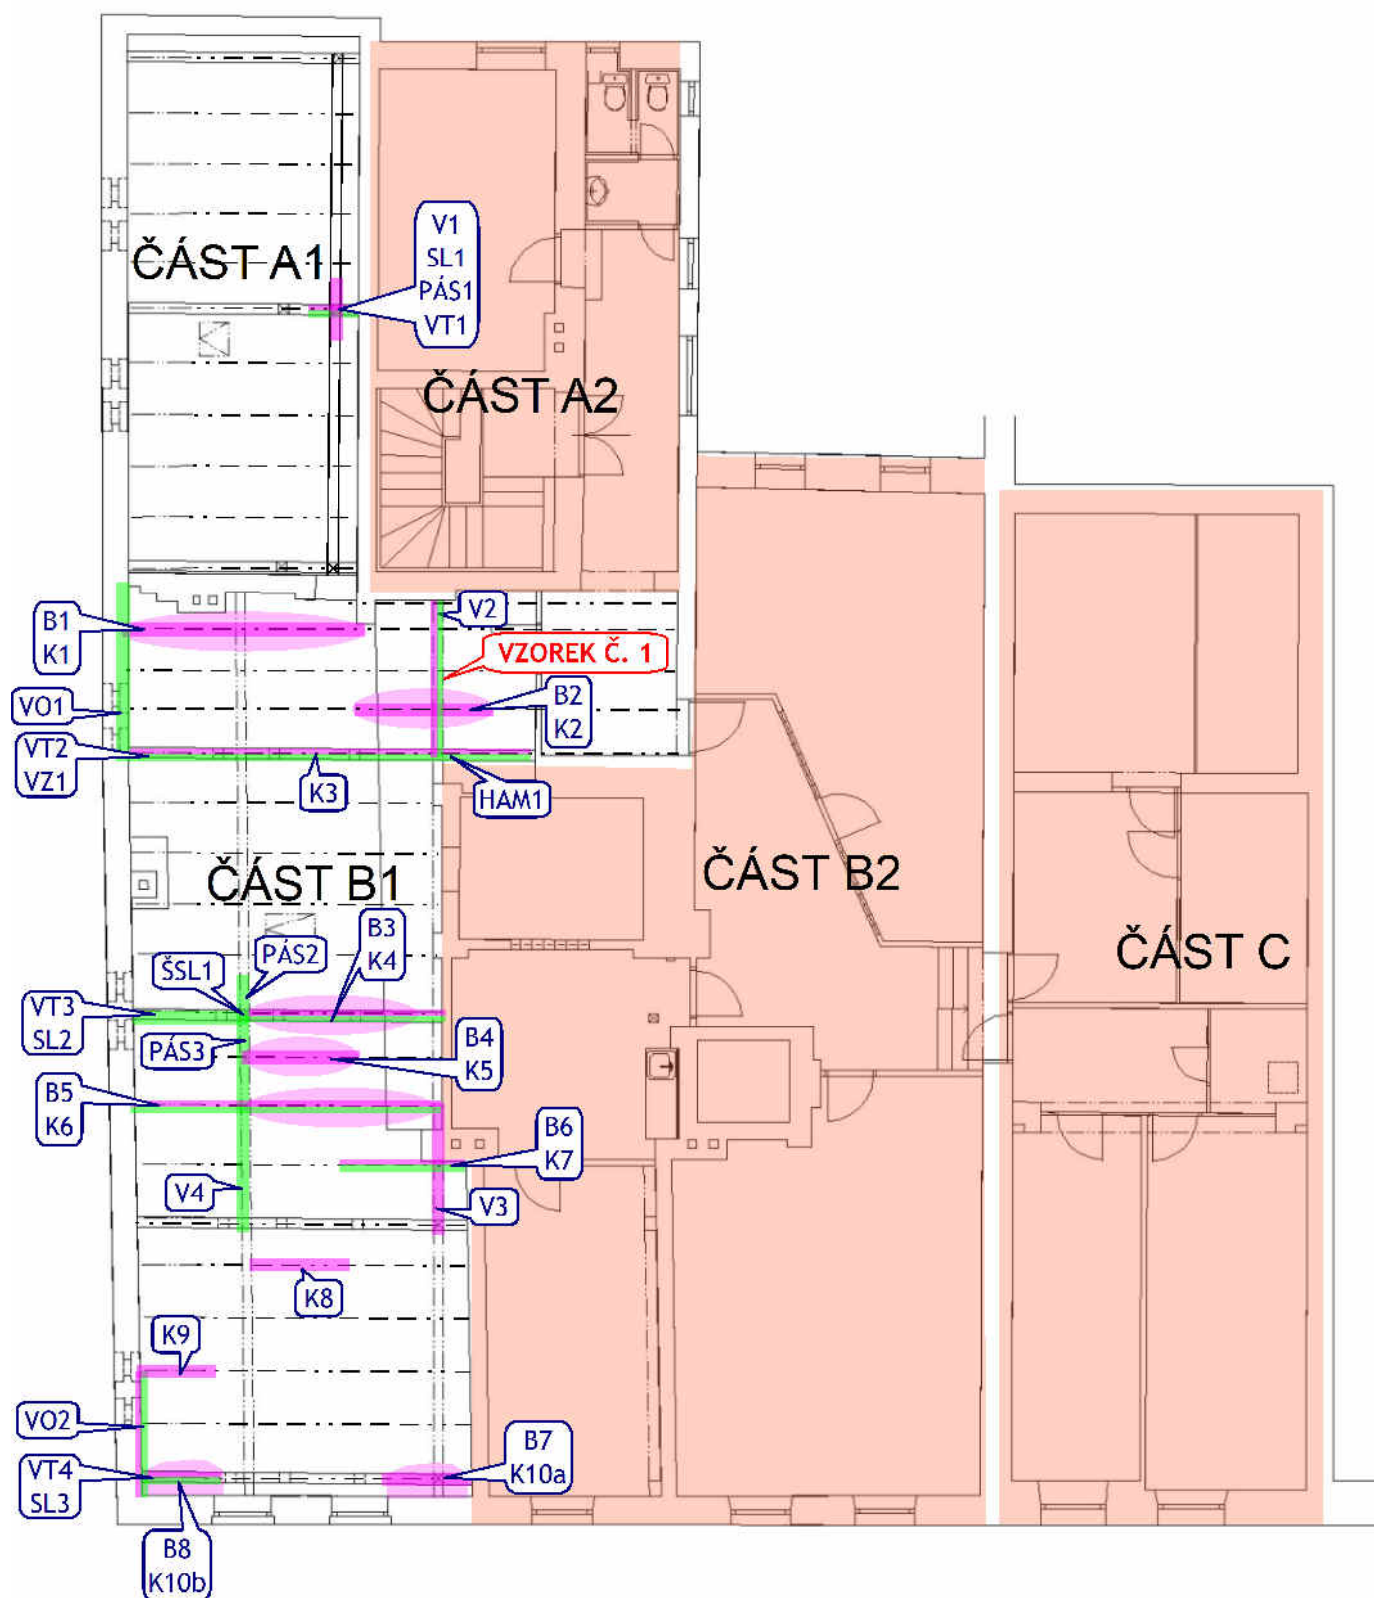 V1
SL1
PÁS1
VT1
ČÁST A1
ČÁST A2
B1
K1
V2
VZOREK Č. 1
B2
K2
VO1
VT2
VZ1
K3
HAM1
ČÁST B1
ČÁST B2
B3
K4
PÁS2
ŠSL1
ČÁST C
VT3
SL2
PÁS3
B4
K5
B5
K6
B6
K7
V4
V3
K8
K9
VO2
B7
K10a
VT4
SL3
B8
K10b